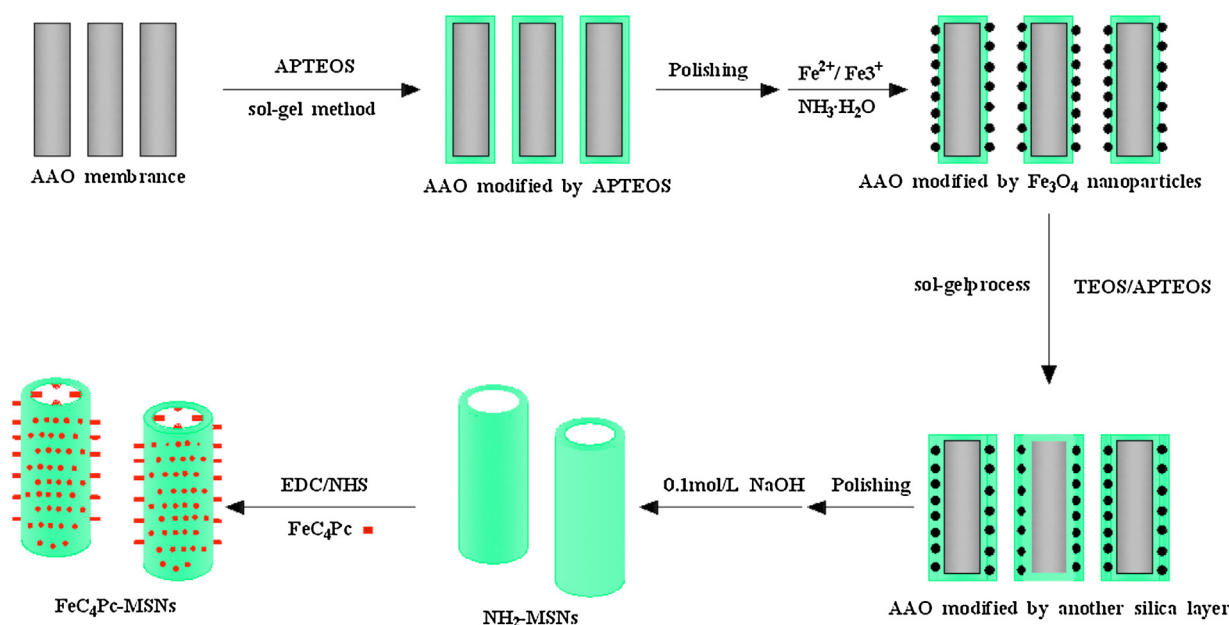 APTEOS
sol-gel method
Polishing
Fe²⁺/ Fe3⁺
NH₃·H₂O
AAO membrance
AAO modified by APTEOS
AAO modified by Fe₃O₄ nanoparticles
sol-gelprocess
TEOS/APTEOS
EDC/NHS
FeC₄Pc
0.1mol/L NaOH
Polishing
FeC₄Pc-MSNs
NH₂-MSNs
AAO modified by another silica layer